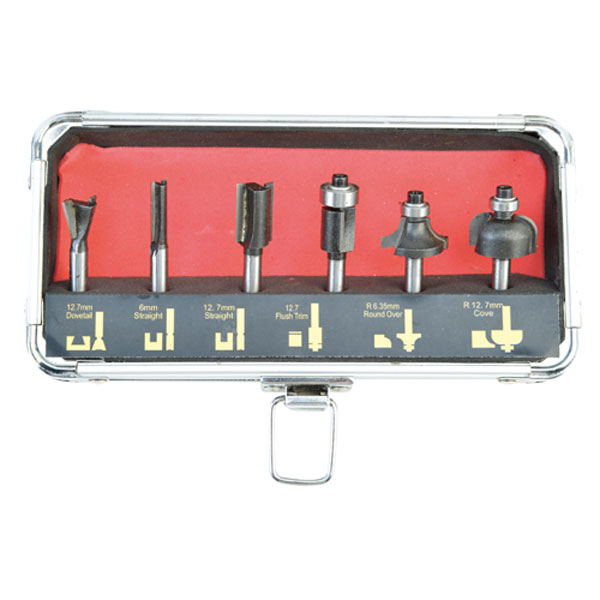 12.7mm
Dovetail
6mm
Straight
12.7mm
Straight
12.7
Flush Trim
R 6.35mm
Round Over
R 12.7mm
Cove